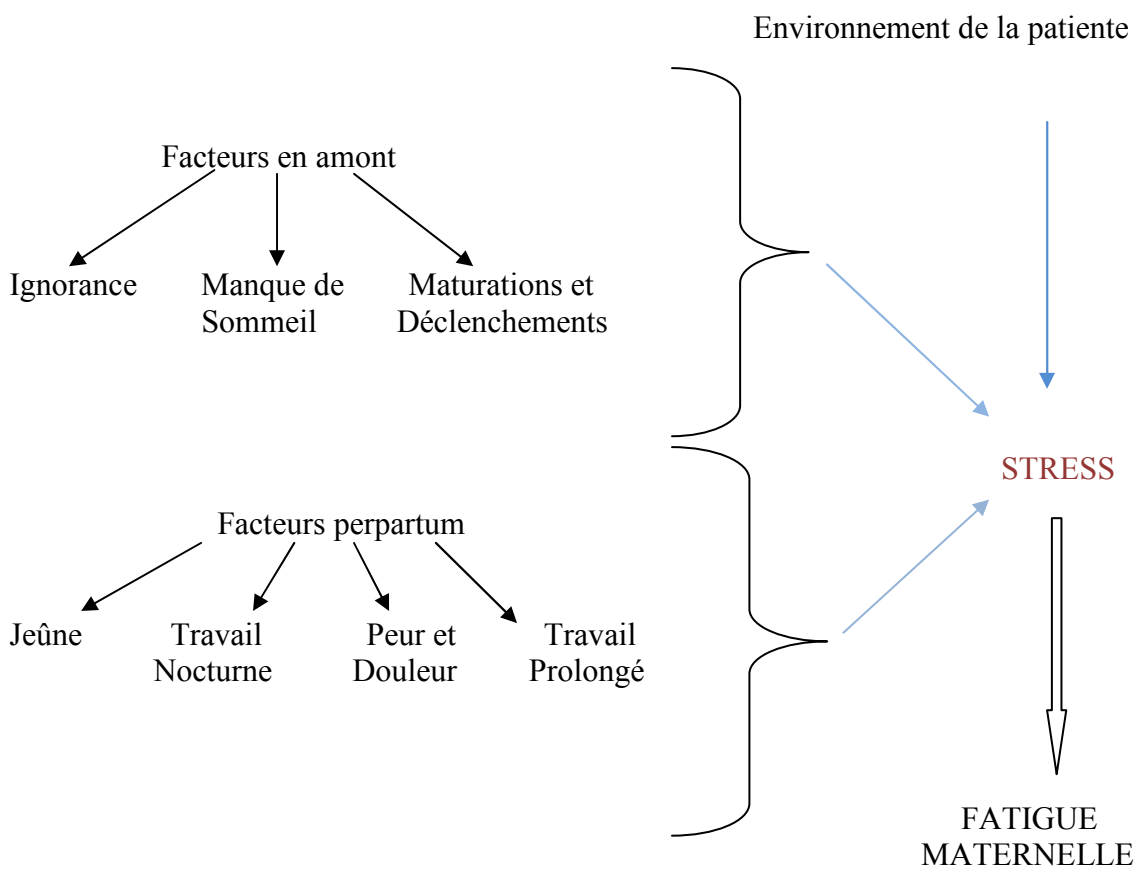 Environnement de la patiente
Facteurs en amont
Ignorance
Manque de
Sommeil
Maturations et
Déclenchements
STRESS
Facteurs perpartum
Jeûne
Travail
Nocturne
Peur et
Douleur
Travail
Prolongé
FATIGUE
MATERNELLE